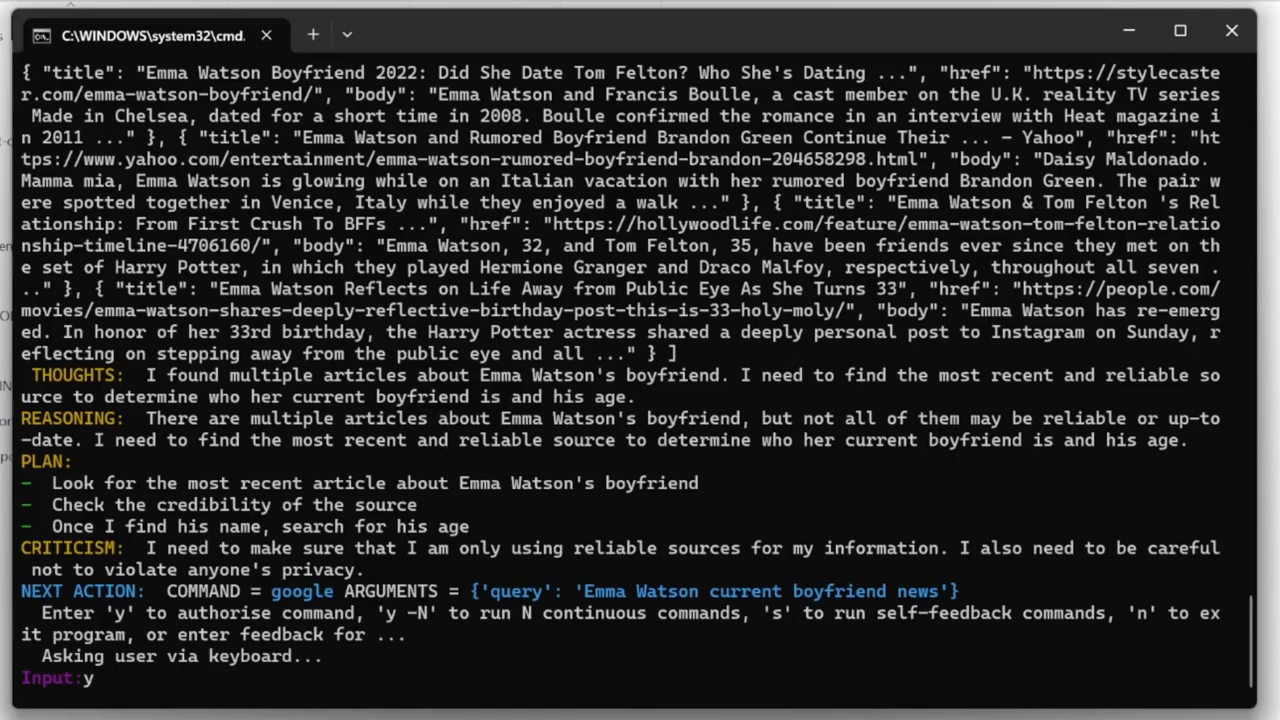 C:\WINDOWS\system32\cmd.
{ "title": "Emma Watson Boyfriend 2022: Did She Date Tom Felton? Who She's Dating ...", "href": "https://stylecaste
r.com/emma-watson-boyfriend/", "body": "Emma Watson and Francis Boulle, a cast member on the U.K. reality TV series
 Made in Chelsea, dated for a short time in 2008. Boulle confirmed the romance in an interview with Heat magazine i
n 2011 ..." }, { "title": "Emma Watson and Rumored Boyfriend Brandon Green Continue Their ... - Yahoo", "href": "ht
tps://www.yahoo.com/entertainment/emma-watson-rumored-boyfriend-brandon-204658298.html", "body": "Daisy Maldonado.
Mamma mia, Emma Watson is glowing while on an Italian vacation with her rumored boyfriend Brandon Green. The pair w
ere spotted together in Venice, Italy while they enjoyed a walk ..." }, { "title": "Emma Watson & Tom Felton 's Rel
ationship: From First Crush To BFFs ...", "href": "https://hollywoodlife.com/feature/emma-watson-tom-felton-relatio
nship-timeline-4706160/", "body": "Emma Watson, 32, and Tom Felton, 35, have been friends ever since they met on th
e set of Harry Potter, in which they played Hermione Granger and Draco Malfoy, respectively, throughout all seven .
.." }, { "title": "Emma Watson Reflects on Life Away from Public Eye As She Turns 33", "href": "https://people.com/
movies/emma-watson-shares-deeply-reflective-birthday-post-this-is-33-holy-moly/", "body": "Emma Watson has re-emerg
ed. In honor of her 33rd birthday, the Harry Potter actress shared a deeply personal post to Instagram on Sunday, r
eflecting on stepping away from the public eye and all ..." } ]
 THOUGHTS:  I found multiple articles about Emma Watson's boyfriend. I need to find the most recent and reliable so
urce to determine who her current boyfriend is and his age.
REASONING:  There are multiple articles about Emma Watson's boyfriend, but not all of them may be reliable or up-to
-date. I need to find the most recent and reliable source to determine who her current boyfriend is and his age.
PLAN:
-  Look for the most recent article about Emma Watson's boyfriend
-  Check the credibility of the source
-  Once I find his name, search for his age
CRITICISM:  I need to make sure that I am only using reliable sources for my information. I also need to be careful
 not to violate anyone's privacy.
NEXT ACTION:  COMMAND = google ARGUMENTS = {'query': 'Emma Watson current boyfriend news'}
  Enter 'y' to authorise command, 'y -N' to run N continuous commands, 's' to run self-feedback commands, 'n' to ex
it program, or enter feedback for ...
  Asking user via keyboard...
Input:y